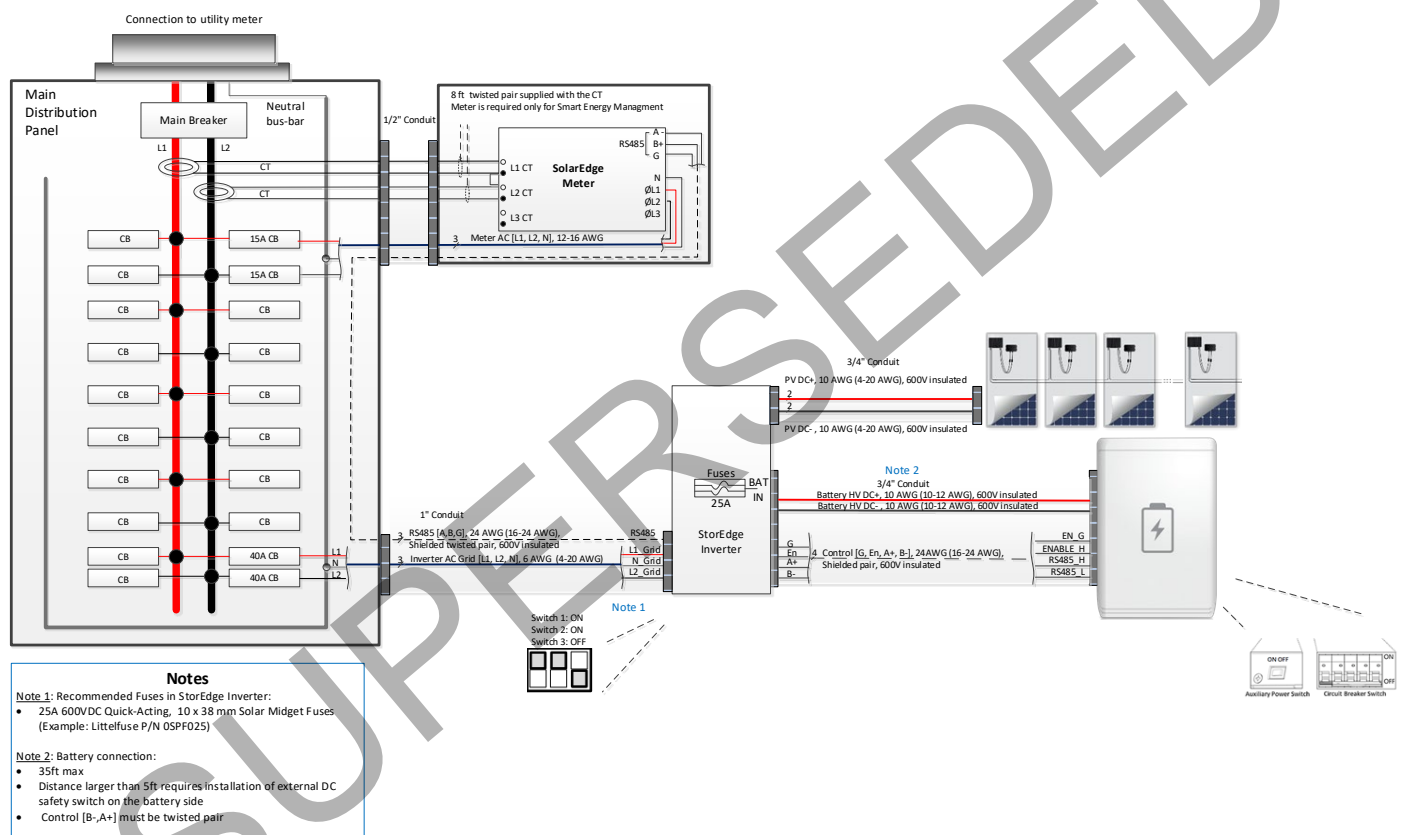 Connection to utility meter
Main
Distribution
Panel
Main Breaker
Neutral
bus-bar
L1
L2
CT
CT
1/2" Conduit
8 ft twisted pair supplied with the CT
Meter is required only for Smart Energy Managment
SolarEdge
Meter
L1 CT
L2 CT
L3 CT
RS485
A -
B+
G
N
ØL1
ØL2
ØL3
3 Meter AC [L1, L2, N], 12-16 AWG
CB 15A CB
CB 15A CB
CB CB
CB CB
CB CB
CB CB
CB CB
CB CB
CB 40A CB
CB 40A CB
L1
N
L2
1" Conduit
3 RS485 [A,B,G], 24 AWG (16-24 AWG),
Shielded twisted pair, 600V insulated
3 Inverter AC Grid [L1, L2, N], 6 AWG (4-20 AWG)
RS485
L1_Grid
N_Grid
L2_Grid
Fuses
25A
BAT
IN
StorEdge
Inverter
G
En
A+
B-
3/4" Conduit
PV DC+, 10 AWG (4-20 AWG), 600V insulated
2
2
PV DC- , 10 AWG (4-20 AWG), 600V insulated
Note 2
3/4" Conduit
Battery HV DC+, 10 AWG (10-12 AWG), 600V insulated
Battery HV DC- , 10 AWG (10-12 AWG), 600V insulated
4 Control [G, En, A+, B-], 24AWG (16-24 AWG),
Shielded pair, 600V insulated
EN_G
ENABLE_H
RS485_H
RS485_L
Note 1
Switch 1: ON
Switch 2: ON
Switch 3: OFF
ON OFF
Auxiliary Power Switch
ON
OFF
Circuit Breaker Switch
Notes
Note 1: Recommended Fuses in StorEdge Inverter:
• 25A 600VDC Quick-Acting, 10 x 38 mm Solar Midget Fuses
(Example: Littelfuse P/N 0SPF025)
Note 2: Battery connection:
• 35ft max
• Distance larger than 5ft requires installation of external DC
safety switch on the battery side
• Control [B-,A+] must be twisted pair
SUPERSEDED